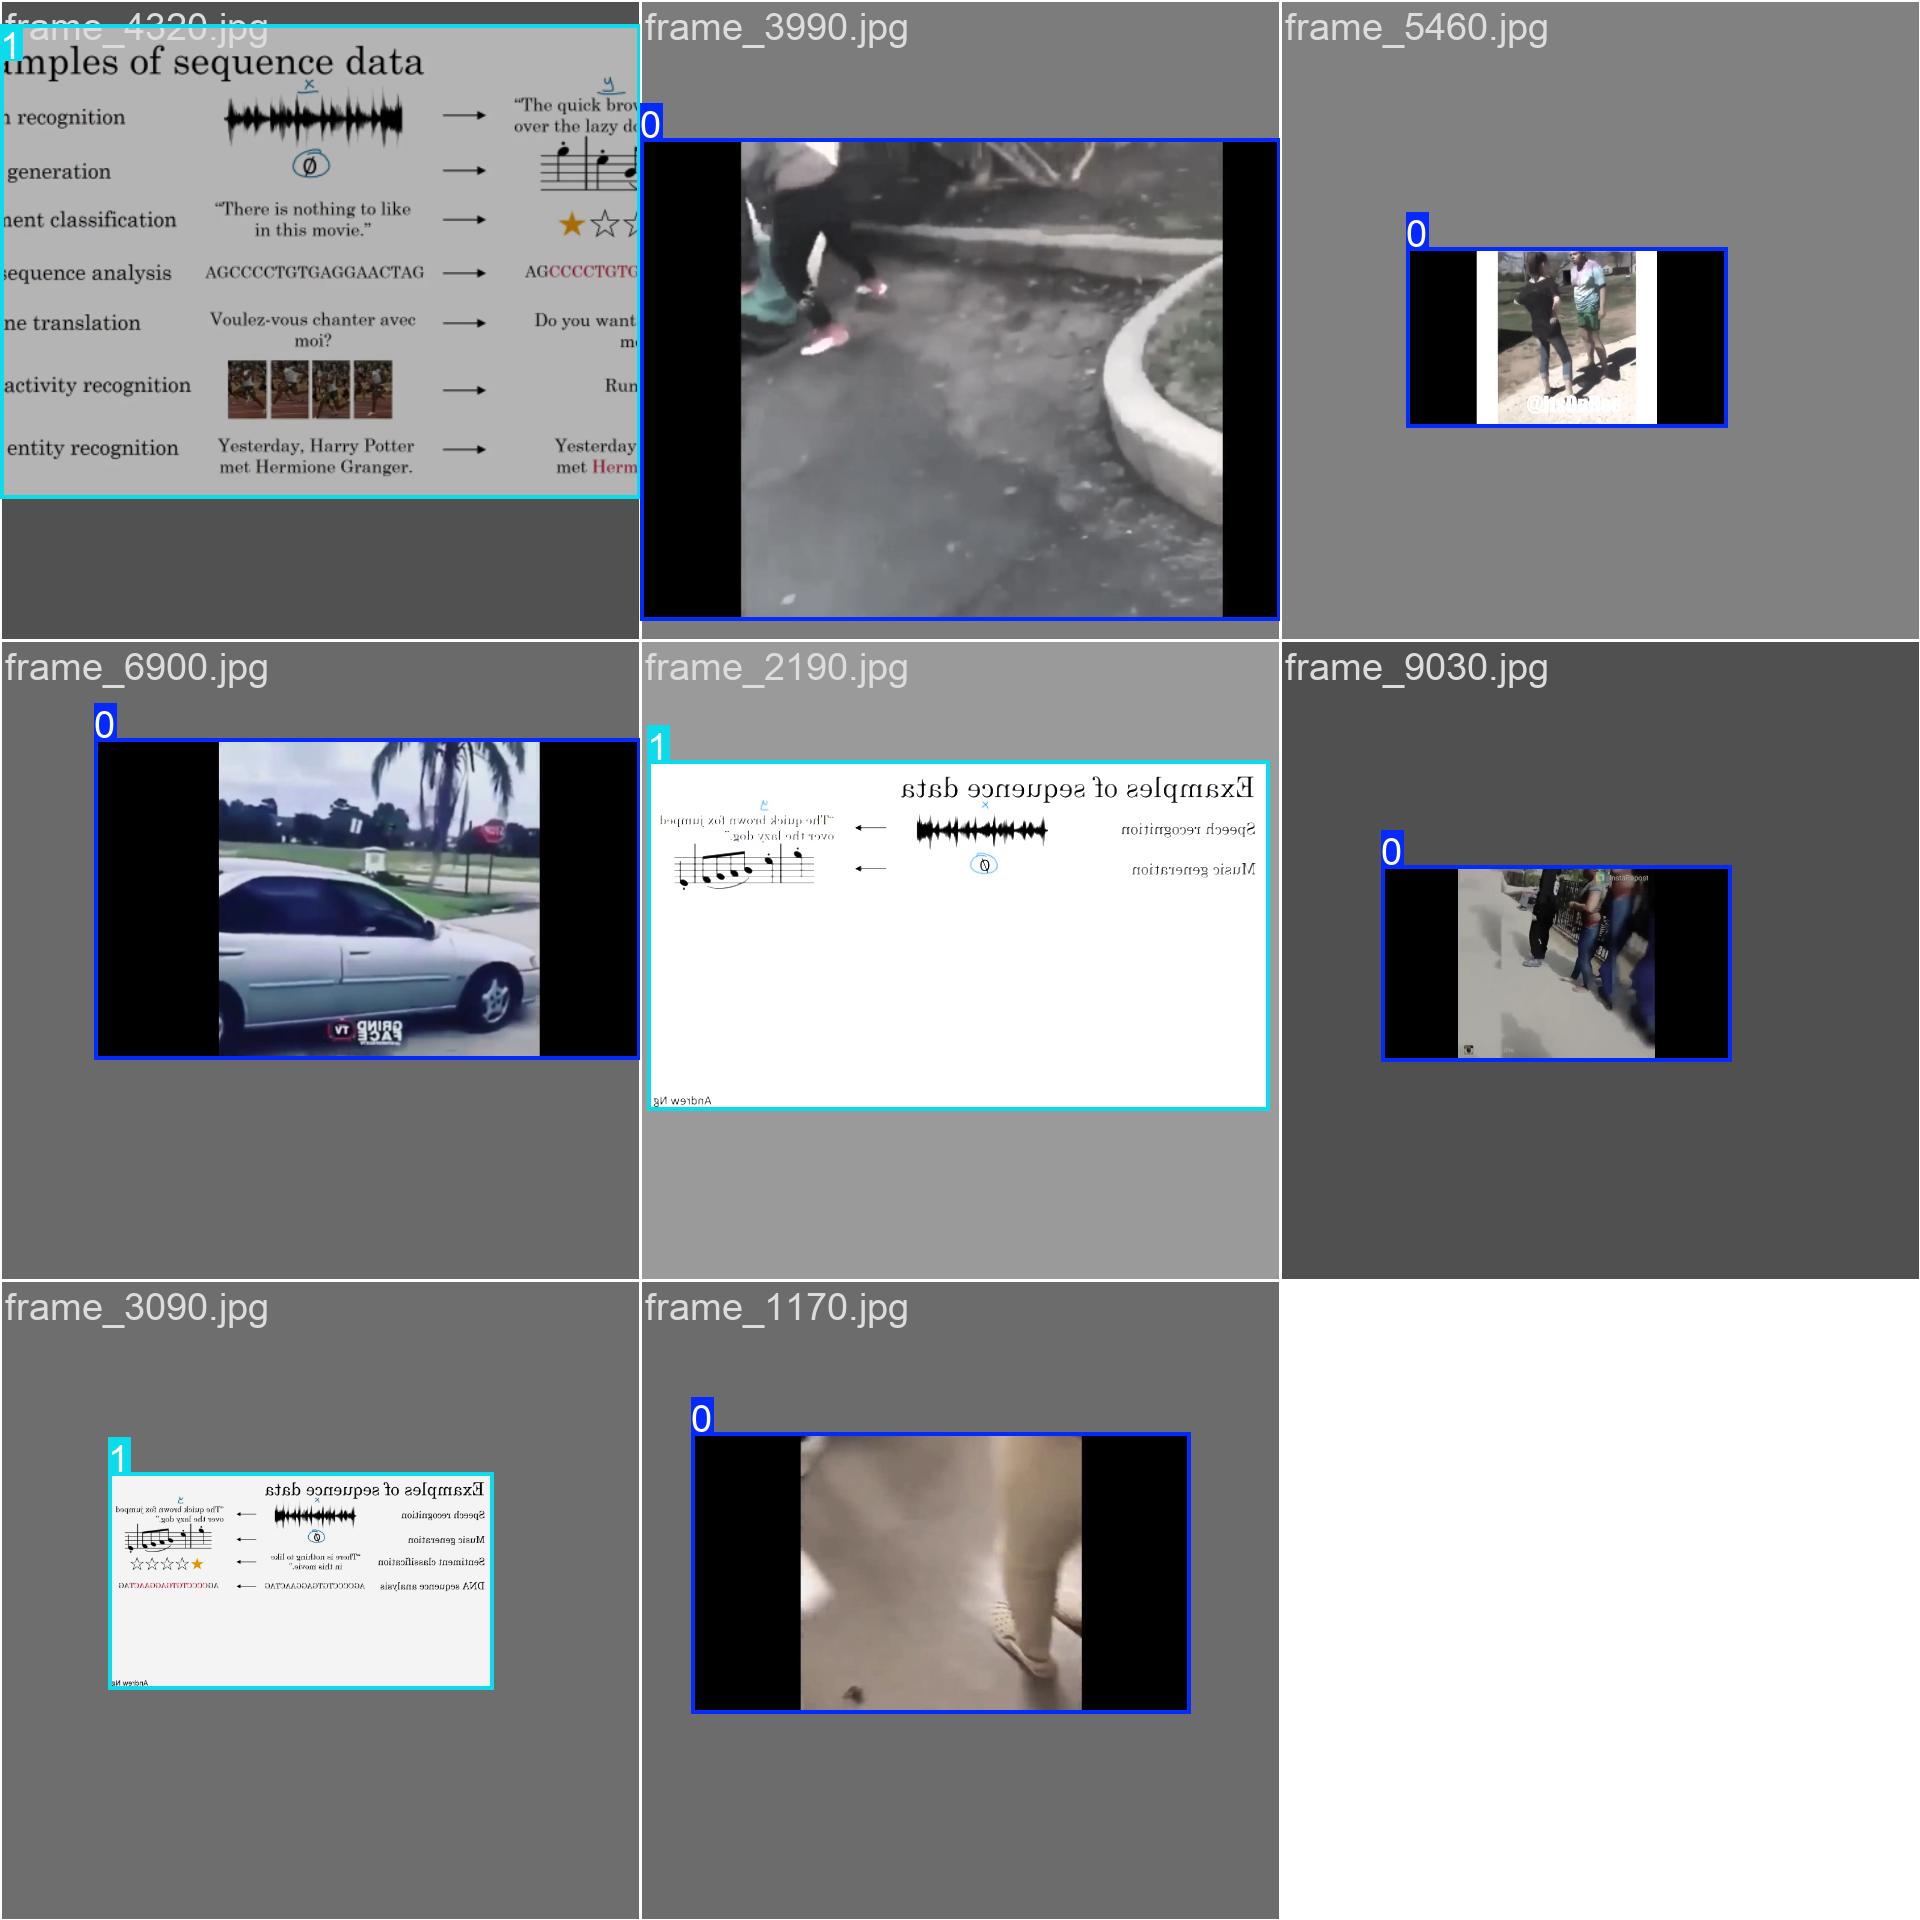 frame_4320.jpg
1
amples of sequence data
x
y
n recognition
"The quick brow
over the lazy do
generation
Ø
nent classification
"There is nothing to like
in this movie."
sequence analysis
AGCCCCTGTGAGGAACTAG
AGCCCCTGTG
ne translation
Voulez-vous chanter avec
moi?
Do you want
me
activity recognition
Run
entity recognition
Yesterday, Harry Potter
met Hermione Granger.
Yesterday
met Herm
frame_3990.jpg
0
frame_5460.jpg
0
frame_6900.jpg
0
GRIND
FACE
TV
frame_2190.jpg
1
Examples of sequence data
x
y
Speech recognition
"The quick brown fox jumped
over the lazy dog."
Music generation
Ø
Andrew Ng
frame_9030.jpg
0
InstaRepost
frame_3090.jpg
1
Examples of sequence data
x
y
Speech recognition
"The quick brown fox jumped
over the lazy dog."
Music generation
Ø
Sentiment classification
"There is nothing to like
in this movie."
DNA sequence analysis
AGCCCCTGTGAGGAACTAG
AGCCCCTGTGAGGAACTAG
Andrew Ng
frame_1170.jpg
0